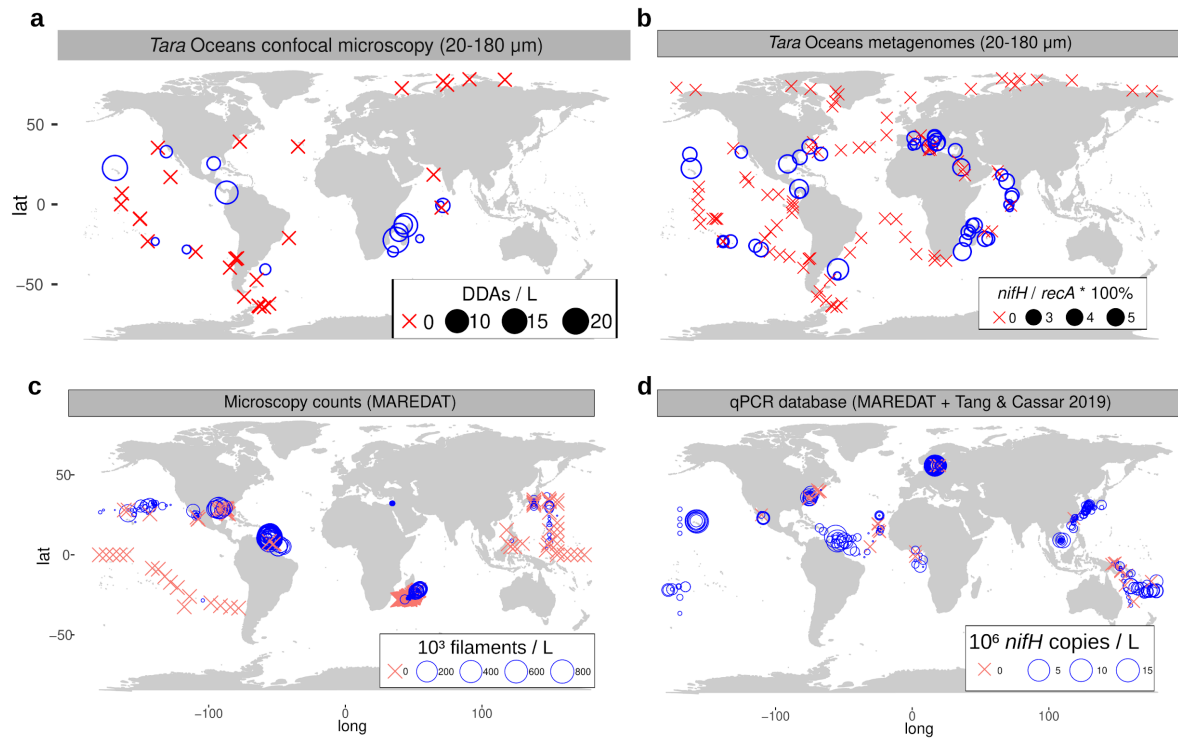 a
Tara Oceans confocal microscopy (20-180 µm)
lat
50
0
−50
DDAs / L
0 10 15 20
b
Tara Oceans metagenomes (20-180 µm)
nifH / recA * 100%
0 3 4 5
c
Microscopy counts (MAREDAT)
lat
50
0
−50
10³ filaments / L
0 200 400 600 800
−100 0 100
long
d
qPCR database (MAREDAT + Tang & Cassar 2019)
10⁶ nifH copies / L
0 5 10 15
−100 0 100
long